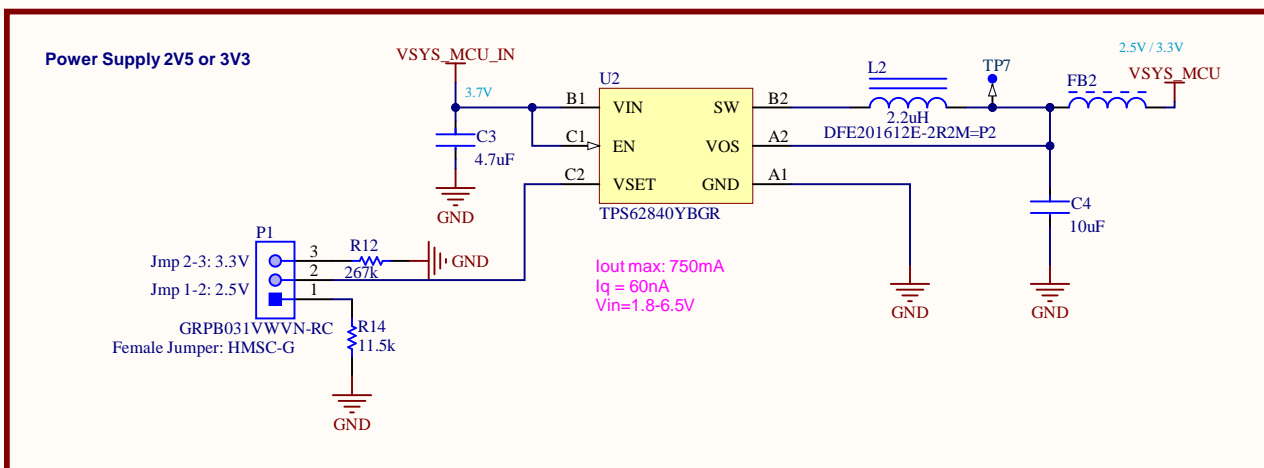 Power Supply 2V5 or 3V3
VSYS_MCU_IN
3.7V
C3
4.7uF
GND
U2
B1
VIN
SW
B2
C1
EN
VOS
A2
C2
VSET
GND
A1
TPS62840YBGR
L2
2.2uH
DFE201612E-2R2M=P2
TP7
2.5V / 3.3V
FB2
VSYS_MCU
C4
10uF
GND
GND
Iout max: 750mA
Iq = 60nA
Vin=1.8-6.5V
P1
Jmp 2-3: 3.3V
Jmp 1-2: 2.5V
3
2
1
R12
267k
GND
GRPB031VWVN-RC
Female Jumper: HMSC-G
R14
11.5k
GND